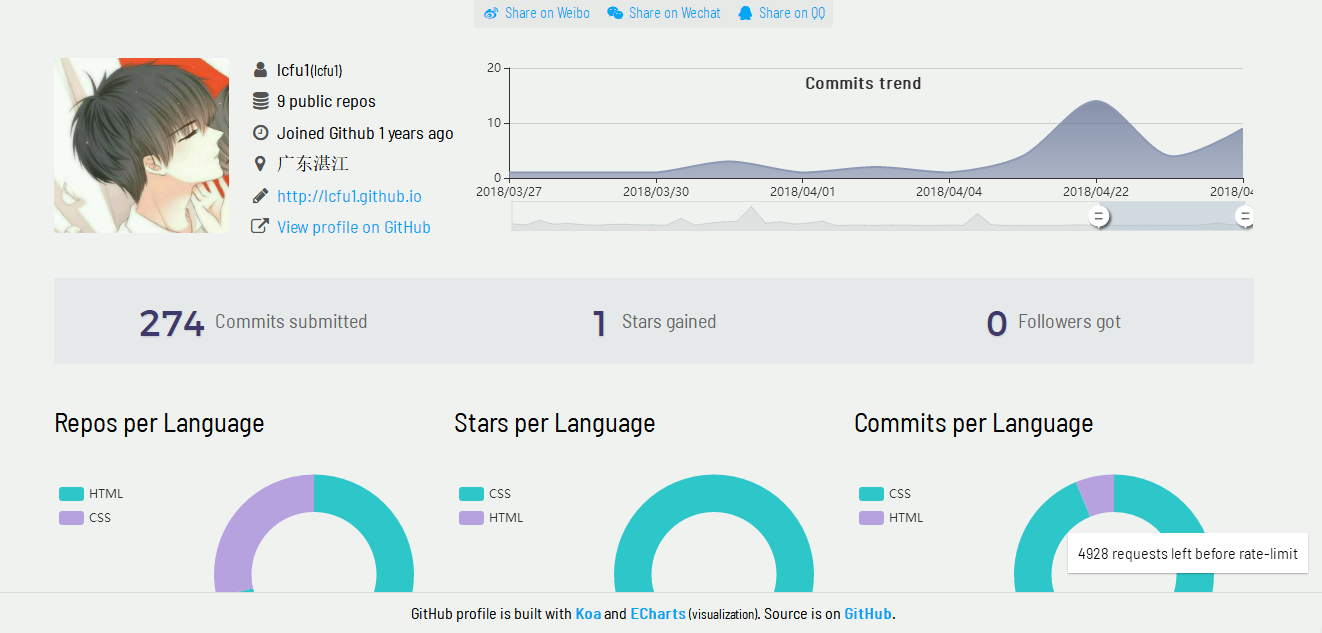 Share on Weibo Share on Wechat Share on QQ
lcfu1(lcfu1)
9 public repos
Joined Github 1 years ago
广东湛江
http://lcfu1.github.io
View profile on GitHub
Commits trend
20
10
0
2018/03/27 2018/03/30 2018/04/01 2018/04/04 2018/04/22 2018/04
274 Commits submitted 1 Stars gained 0 Followers got
Repos per Language Stars per Language Commits per Language
HTML CSS CSS
CSS HTML HTML
4928 requests left before rate-limit
GitHub profile is built with Koa and ECharts (visualization). Source is on GitHub.